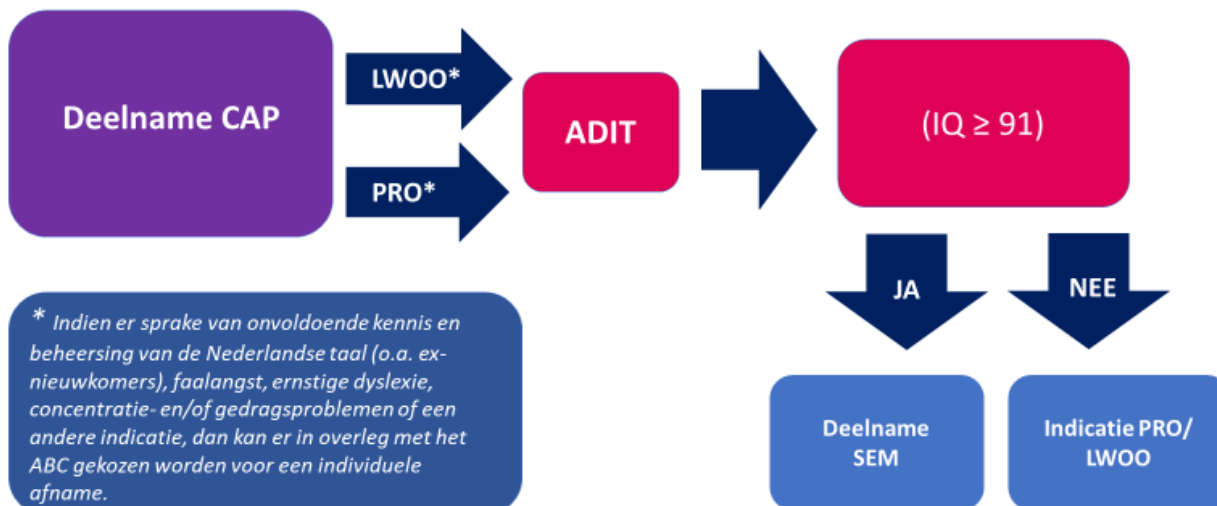 Deelname CAP
LWOO*
PRO*
ADIT
(IQ ≥ 91)
JA
NEE
* Indien er sprake van onvoldoende kennis en
beheersing van de Nederlandse taal (o.a. ex-
nieuwkomers), faalangst, ernstige dyslexie,
concentratie- en/of gedragsproblemen of een
andere indicatie, dan kan er in overleg met het
ABC gekozen worden voor een individuele
afname.
Deelname
SEM
Indicatie PRO/
LWOO